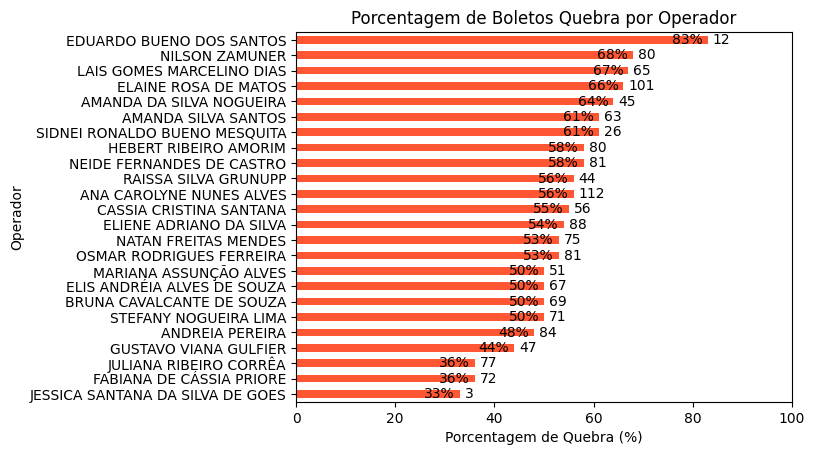 Porcentagem de Boletos Quebra por Operador
EDUARDO BUENO DOS SANTOS 83% 12
NILSON ZAMUNER 68% 80
LAIS GOMES MARCELINO DIAS 67% 65
ELAINE ROSA DE MATOS 66% 101
AMANDA DA SILVA NOGUEIRA 64% 45
AMANDA SILVA SANTOS 61% 63
SIDNEI RONALDO BUENO MESQUITA 61% 26
HEBERT RIBEIRO AMORIM 58% 80
NEIDE FERNANDES DE CASTRO 58% 81
RAISSA SILVA GRUNUPP 56% 44
ANA CAROLYNE NUNES ALVES 56% 112
CASSIA CRISTINA SANTANA 55% 56
ELIENE ADRIANO DA SILVA 54% 88
NATAN FREITAS MENDES 53% 75
OSMAR RODRIGUES FERREIRA 53% 81
MARIANA ASSUNÇÃO ALVES 50% 51
ELIS ANDRÉIA ALVES DE SOUZA 50% 67
BRUNA CAVALCANTE DE SOUZA 50% 69
STEFANY NOGUEIRA LIMA 50% 71
ANDREIA PEREIRA 48% 84
GUSTAVO VIANA GULFIER 44% 47
JULIANA RIBEIRO CORRÊA 36% 77
FABIANA DE CÁSSIA PRIORE 36% 72
JESSICA SANTANA DA SILVA DE GOES 33% 3
Operador
0 20 40 60 80 100
Porcentagem de Quebra (%)